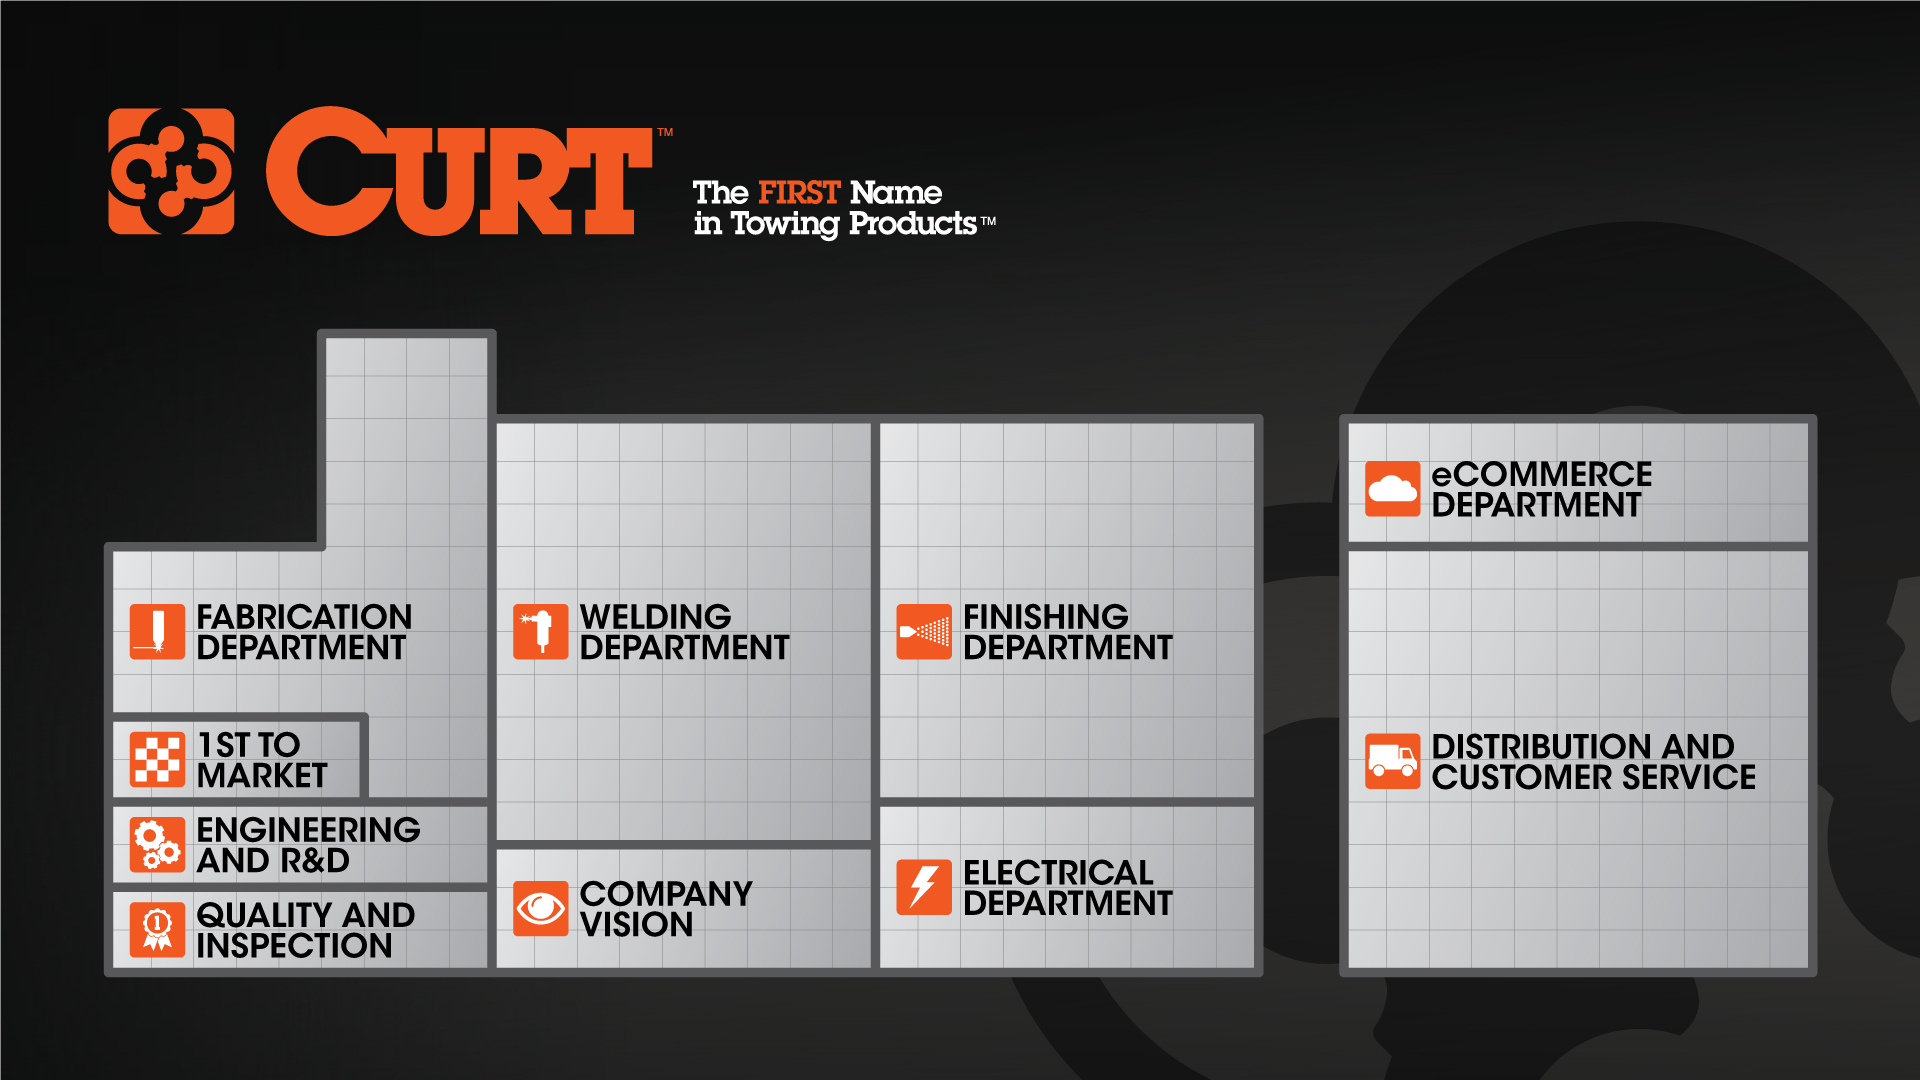 CURT™
The FIRST Name
in Towing Products™
FABRICATION
DEPARTMENT
1ST TO
MARKET
ENGINEERING
AND R&D
QUALITY AND
INSPECTION
WELDING
DEPARTMENT
COMPANY
VISION
FINISHING
DEPARTMENT
ELECTRICAL
DEPARTMENT
eCOMMERCE
DEPARTMENT
DISTRIBUTION AND
CUSTOMER SERVICE